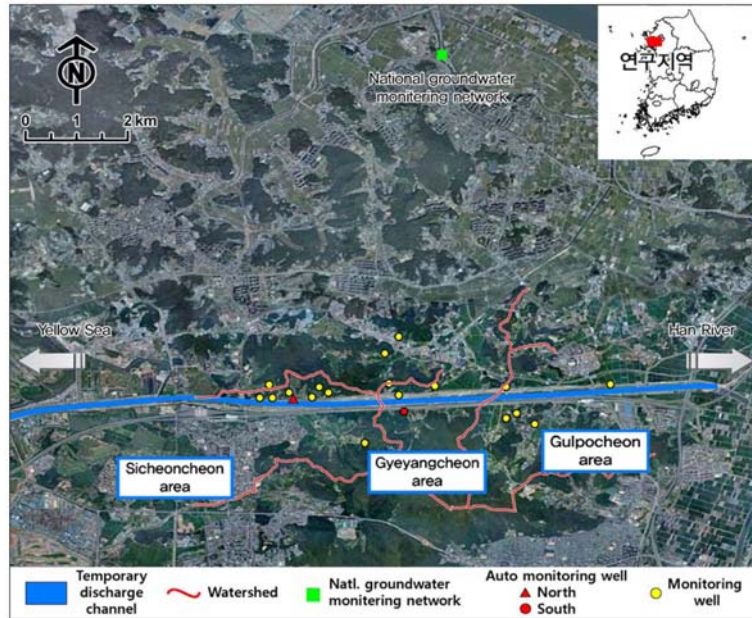 N
0 1 2 km
National groundwater
monitering network
연구지역
Yellow Sea
Han River
Sicheoncheon
area
Gyeyangcheon
area
Gulpocheon
area
Temporary
discharge
channel
Watershed
Natl. groundwater
monitering network
Auto monitoring well
North
South
Monitoring
well